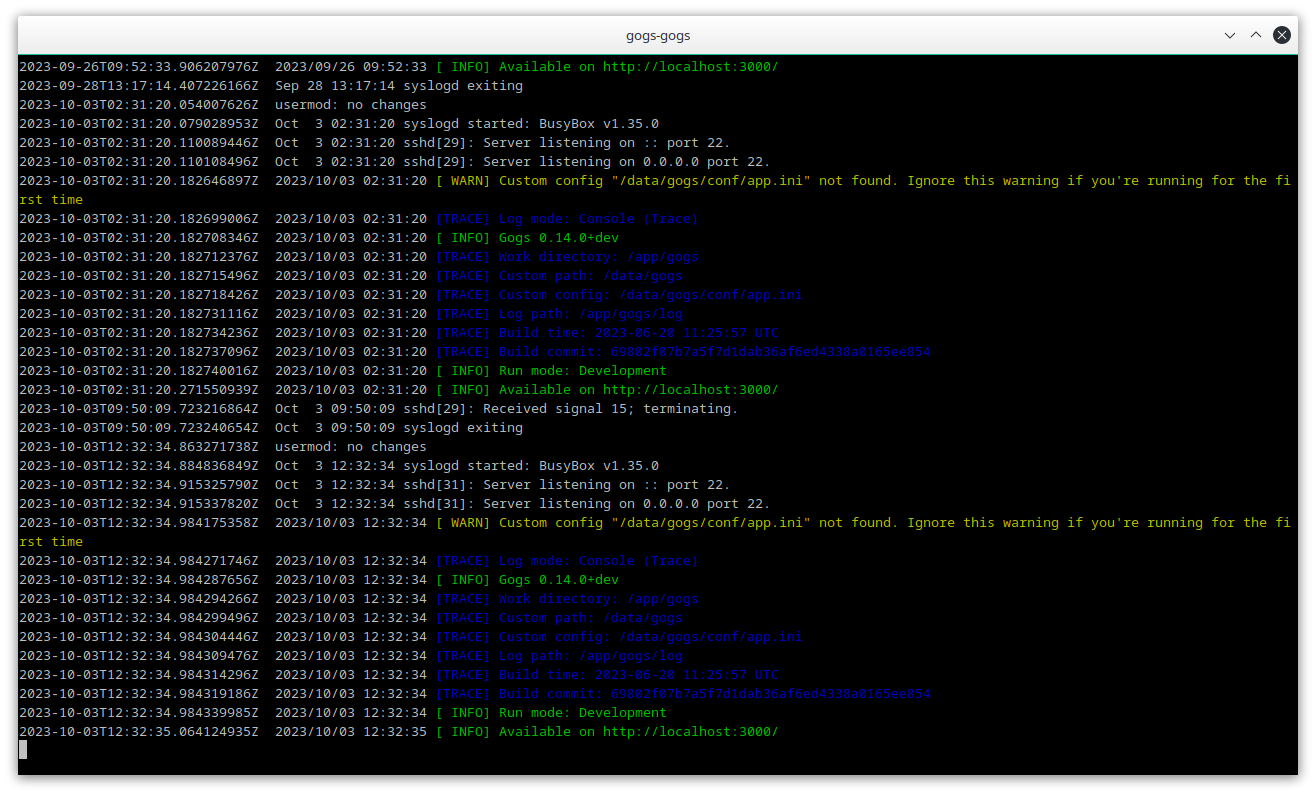 gogs-gogs
2023-09-26T09:52:33.906207976Z  2023/09/26 09:52:33 [ INFO] Available on http://localhost:3000/
2023-09-28T13:17:14.407226166Z  Sep 28 13:17:14 syslogd exiting
2023-10-03T02:31:20.054007626Z  usermod: no changes
2023-10-03T02:31:20.079028953Z  Oct  3 02:31:20 syslogd started: BusyBox v1.35.0
2023-10-03T02:31:20.110089446Z  Oct  3 02:31:20 sshd[29]: Server listening on :: port 22.
2023-10-03T02:31:20.110108496Z  Oct  3 02:31:20 sshd[29]: Server listening on 0.0.0.0 port 22.
2023-10-03T02:31:20.182646897Z  2023/10/03 02:31:20 [ WARN] Custom config "/data/gogs/conf/app.ini" not found. Ignore this warning if you're running for the fi
rst time
2023-10-03T02:31:20.182699006Z  2023/10/03 02:31:20 [TRACE] Log mode: Console (Trace)
2023-10-03T02:31:20.182708346Z  2023/10/03 02:31:20 [ INFO] Gogs 0.14.0+dev
2023-10-03T02:31:20.182712376Z  2023/10/03 02:31:20 [TRACE] Work directory: /app/gogs
2023-10-03T02:31:20.182715496Z  2023/10/03 02:31:20 [TRACE] Custom path: /data/gogs
2023-10-03T02:31:20.182718426Z  2023/10/03 02:31:20 [TRACE] Custom config: /data/gogs/conf/app.ini
2023-10-03T02:31:20.182731116Z  2023/10/03 02:31:20 [TRACE] Log path: /app/gogs/log
2023-10-03T02:31:20.182734236Z  2023/10/03 02:31:20 [TRACE] Build time: 2023-06-20 11:25:57 UTC
2023-10-03T02:31:20.182737096Z  2023/10/03 02:31:20 [TRACE] Build commit:
2023-10-03T02:31:20.182740016Z  2023/10/03 02:31:20 [ INFO] Run mode: Development
2023-10-03T02:31:20.271550939Z  2023/10/03 02:31:20 [ INFO] Available on http://localhost:3000/
2023-10-03T09:50:09.723216864Z  Oct  3 09:50:09 sshd[29]: Received signal 15; terminating.
2023-10-03T09:50:09.723240654Z  Oct  3 09:50:09 syslogd exiting
2023-10-03T12:32:34.863271738Z  usermod: no changes
2023-10-03T12:32:34.884836849Z  Oct  3 12:32:34 syslogd started: BusyBox v1.35.0
2023-10-03T12:32:34.915325790Z  Oct  3 12:32:34 sshd[31]: Server listening on :: port 22.
2023-10-03T12:32:34.915337820Z  Oct  3 12:32:34 sshd[31]: Server listening on 0.0.0.0 port 22.
2023-10-03T12:32:34.984175358Z  2023/10/03 12:32:34 [ WARN] Custom config "/data/gogs/conf/app.ini" not found. Ignore this warning if you're running for the fi
rst time
2023-10-03T12:32:34.984271746Z  2023/10/03 12:32:34 [TRACE] Log mode: Console (Trace)
2023-10-03T12:32:34.984287656Z  2023/10/03 12:32:34 [ INFO] Gogs 0.14.0+dev
2023-10-03T12:32:34.984294266Z  2023/10/03 12:32:34 [TRACE] Work directory: /app/gogs
2023-10-03T12:32:34.984299496Z  2023/10/03 12:32:34 [TRACE] Custom path: /data/gogs
2023-10-03T12:32:34.984304446Z  2023/10/03 12:32:34 [TRACE] Custom config: /data/gogs/conf/app.ini
2023-10-03T12:32:34.984309476Z  2023/10/03 12:32:34 [TRACE] Log path: /app/gogs/log
2023-10-03T12:32:34.984314296Z  2023/10/03 12:32:34 [TRACE] Build time: 2023-06-20 11:25:57 UTC
2023-10-03T12:32:34.984319186Z  2023/10/03 12:32:34 [TRACE] Build commit:
2023-10-03T12:32:34.984339985Z  2023/10/03 12:32:34 [ INFO] Run mode: Development
2023-10-03T12:32:35.064124935Z  2023/10/03 12:32:35 [ INFO] Available on http://localhost:3000/